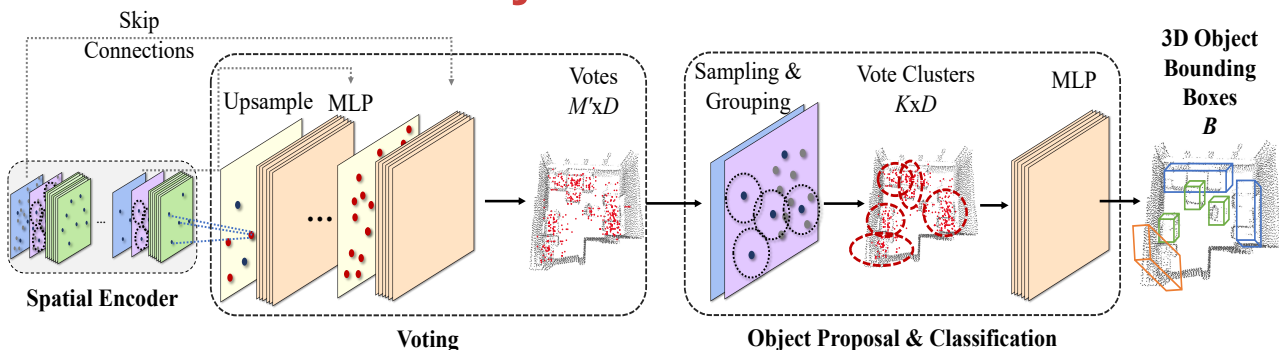 Skip
Connections
Upsample
MLP
Votes
M'xD
Sampling &
Grouping
Vote Clusters
KxD
MLP
3D Object
Bounding
Boxes
B
...
...
Spatial Encoder
Voting
Object Proposal & Classification